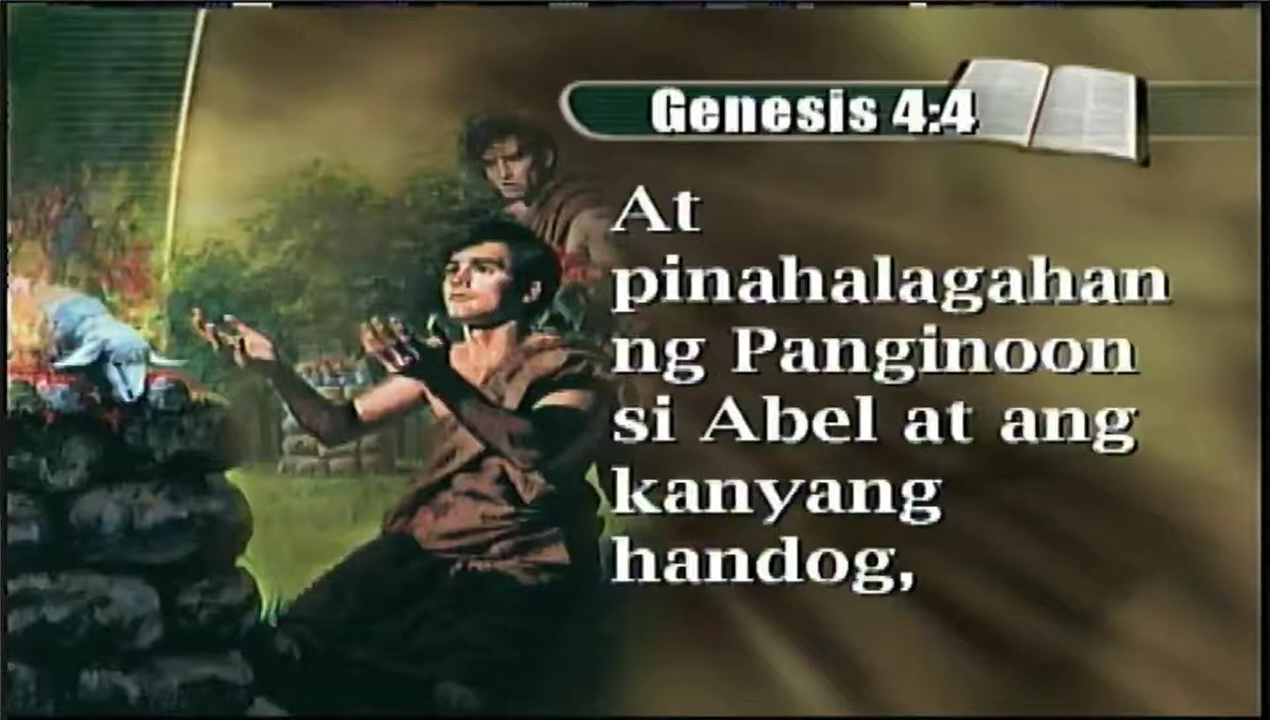 Genesis 4:4
At
pinahalagahan
ng Panginoon
si Abel at ang
kanyang
handog,